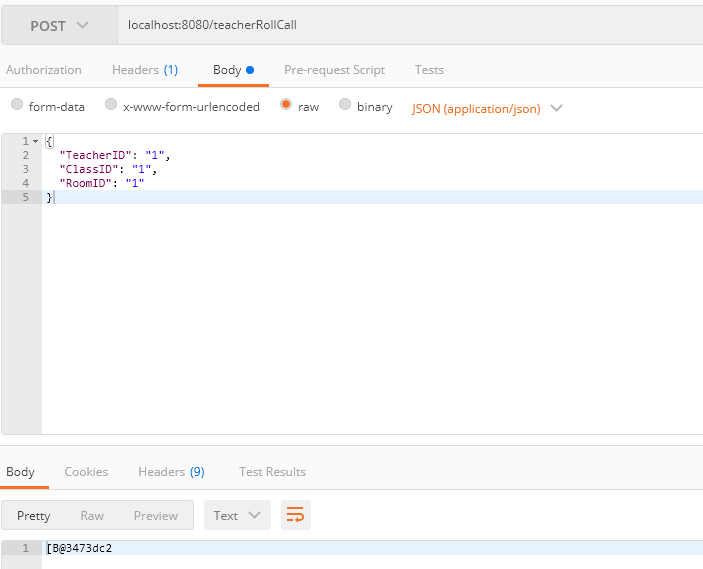 POST localhost:8080/teacherRollCall
Authorization Headers (1) Body Pre-request Script Tests
form-data x-www-form-urlencoded raw binary JSON (application/json)
1 {
2 "TeacherID": "1",
3 "ClassID": "1",
4 "RoomID": "1"
5 }
Body Cookies Headers (9) Test Results
Pretty Raw Preview Text
1 [B@3473dc2